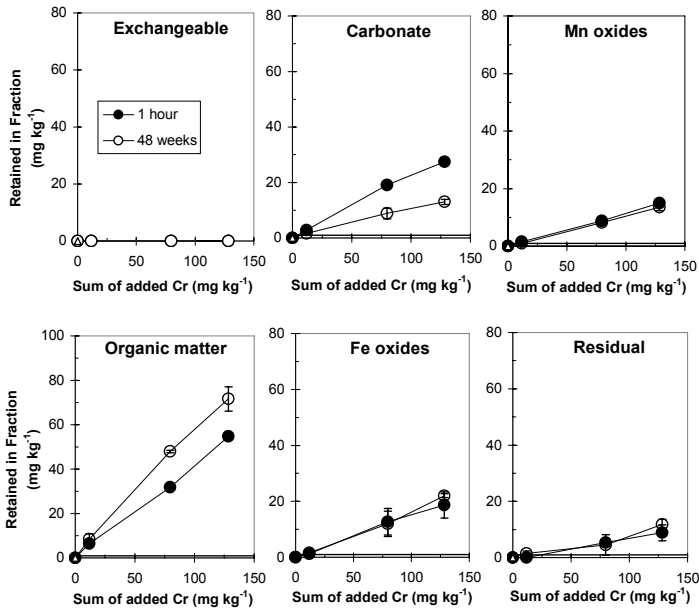 Exchangeable
Carbonate
Mn oxides
Retained in Fraction
(mg kg-1)
80
60
40
20
0
80
60
40
20
0
80
60
40
20
0
1 hour
48 weeks
0 50 100 150
0 50 100 150
0 50 100 150
Sum of added Cr (mg kg-1)
Sum of added Cr (mg kg-1)
Sum of added Cr (mg kg-1)
Organic matter
Fe oxides
Residual
Retained in Fraction
(mg kg-1)
100
80
60
40
20
0
80
60
40
20
0
80
60
40
20
0
0 50 100 150
0 50 100 150
0 50 100 150
Sum of added Cr (mg kg-1)
Sum of added Cr (mg kg-1)
Sum of added Cr (mg kg-1)